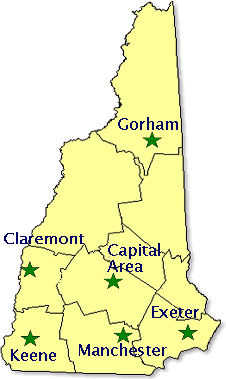 Gorham
Claremont
Capital
Area
Exeter
Keene
Manchester